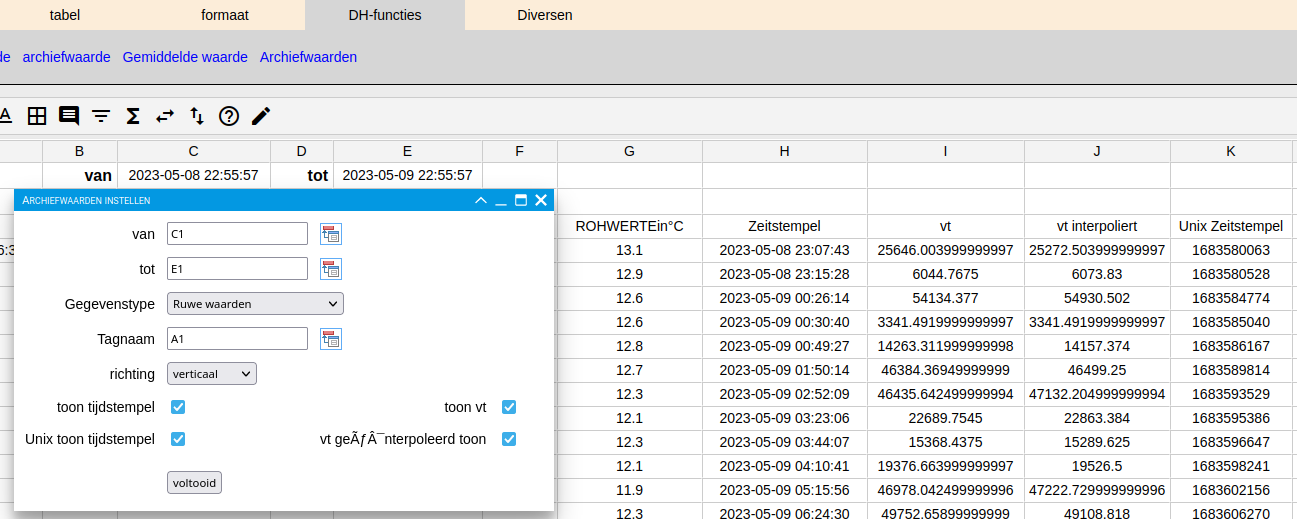 tabel formaat DH-functies Diversen
de archiefwaarde Gemiddelde waarde Archiefwaarden
B C D E F G H I J K
van 2023-05-08 22:55:57 tot 2023-05-09 22:55:57
Archiefwaarden instellen
van C1
tot E1
Gegevenstype Ruwe waarden
Tagnaam A1
richting verticaal
toon tijdstempel toon vt
Unix toon tijdstempel vt geÃƒÂ¯nterpoleerd toon
voltooid
6:3
ROHWERTEin°C Zeitstempel vt vt interpoliert Unix Zeitstempel
13.1 2023-05-08 23:07:43 25646.003999999997 25272.503999999997 1683580063
12.9 2023-05-08 23:15:28 6044.7675 6073.83 1683580528
12.6 2023-05-09 00:26:14 54134.377 54930.502 1683584774
12.6 2023-05-09 00:30:40 3341.4919999999997 3341.4919999999997 1683585040
12.8 2023-05-09 00:49:27 14263.311999999998 14157.374 1683586167
12.7 2023-05-09 01:50:14 46384.36949999999 46499.25 1683589814
12.3 2023-05-09 02:52:09 46435.642499999994 47132.204999999994 1683593529
12.1 2023-05-09 03:23:06 22689.7545 22863.384 1683595386
12.3 2023-05-09 03:44:07 15368.4375 15289.625 1683596647
12.1 2023-05-09 04:10:41 19376.663999999997 19526.5 1683598241
11.9 2023-05-09 05:15:56 46978.042499999996 47222.729999999996 1683602156
12.3 2023-05-09 06:24:30 49752.65899999999 49108.818 1683606270